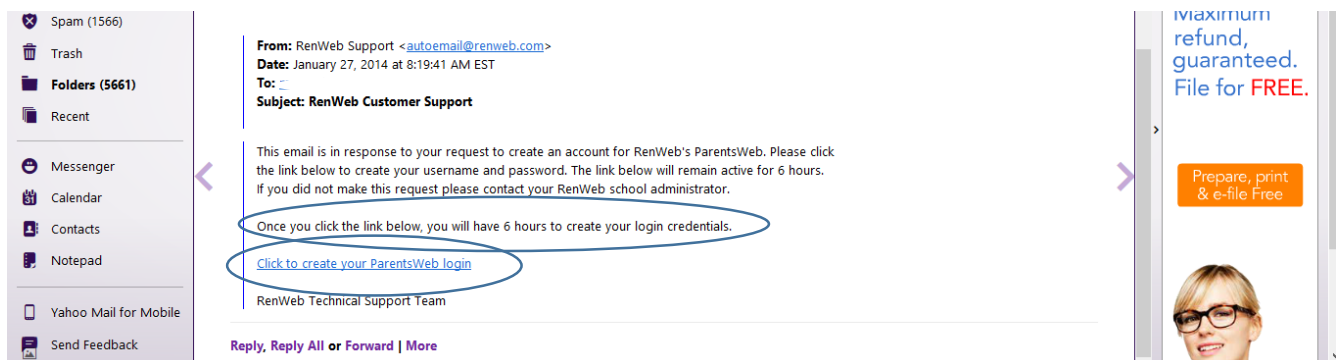 Spam (1566)
Trash
Folders (5661)
Recent
Messenger
Calendar
Contacts
Notepad
Yahoo Mail for Mobile
Send Feedback
From: RenWeb Support <autoemail@renweb.com>
Date: January 27, 2014 at 8:19:41 AM EST
To:
Subject: RenWeb Customer Support
This email is in response to your request to create an account for RenWeb's ParentsWeb. Please click
the link below to create your username and password. The link below will remain active for 6 hours.
If you did not make this request please contact your RenWeb school administrator.
Once you click the link below, you will have 6 hours to create your login credentials.
Click to create your ParentsWeb login
RenWeb Technical Support Team
Reply, Reply All or Forward | More
Maximum
refund,
guaranteed.
File for FREE.
Prepare, print
& e-file Free